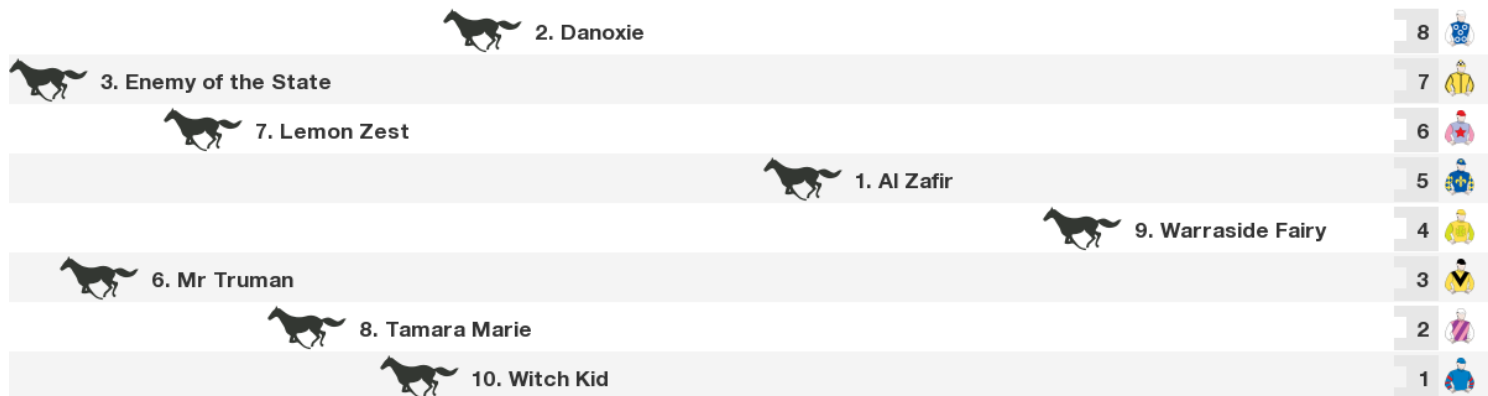 2. Danoxie 8
3. Enemy of the State 7
7. Lemon Zest 6
1. Al Zafir 5
9. Warraside Fairy 4
6. Mr Truman 3
8. Tamara Marie 2
10. Witch Kid 1